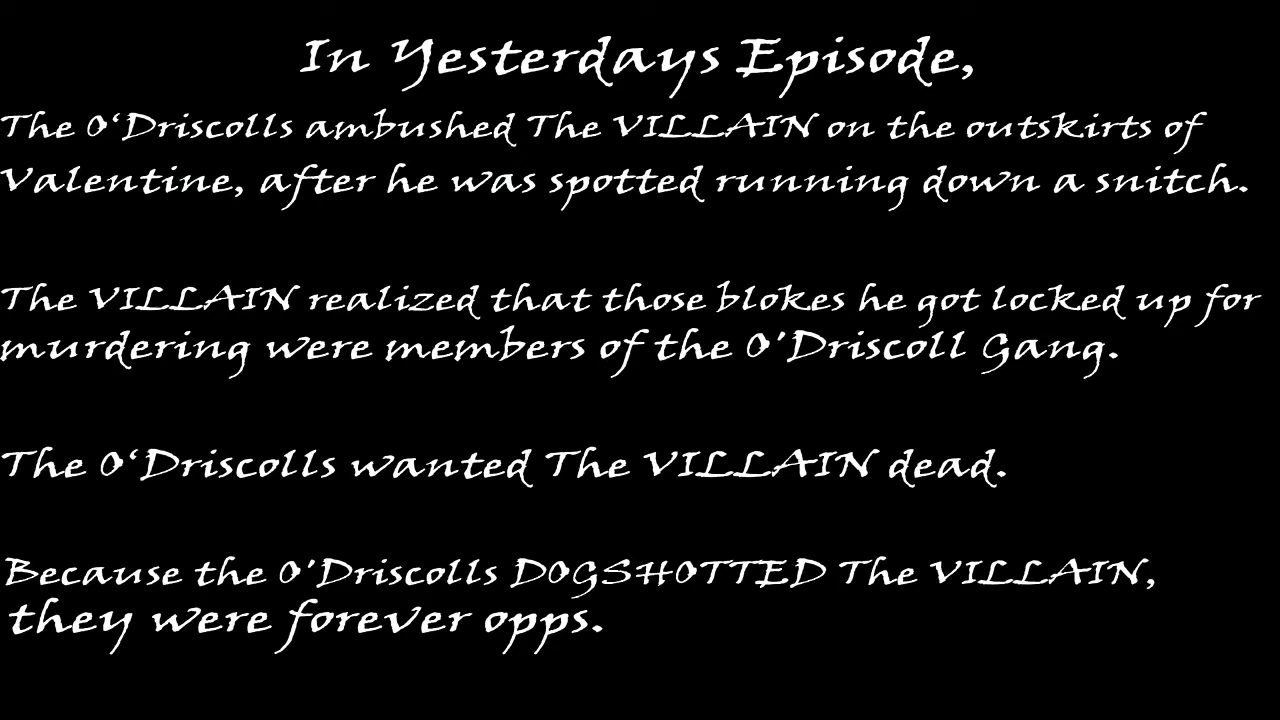 In Yesterdays Episode,
The O‘Driscolls ambushed The VILLAIN on the outskirts of
Valentine, after he was spotted running down a snitch.
The VILLAIN realized that those blokes he got locked up for
murdering were members of the O'Driscoll Gang.
The O‘Driscolls wanted The VILLAIN dead.
Because the O'Driscolls DOGSHOTTED The VILLAIN,
they were forever opps.